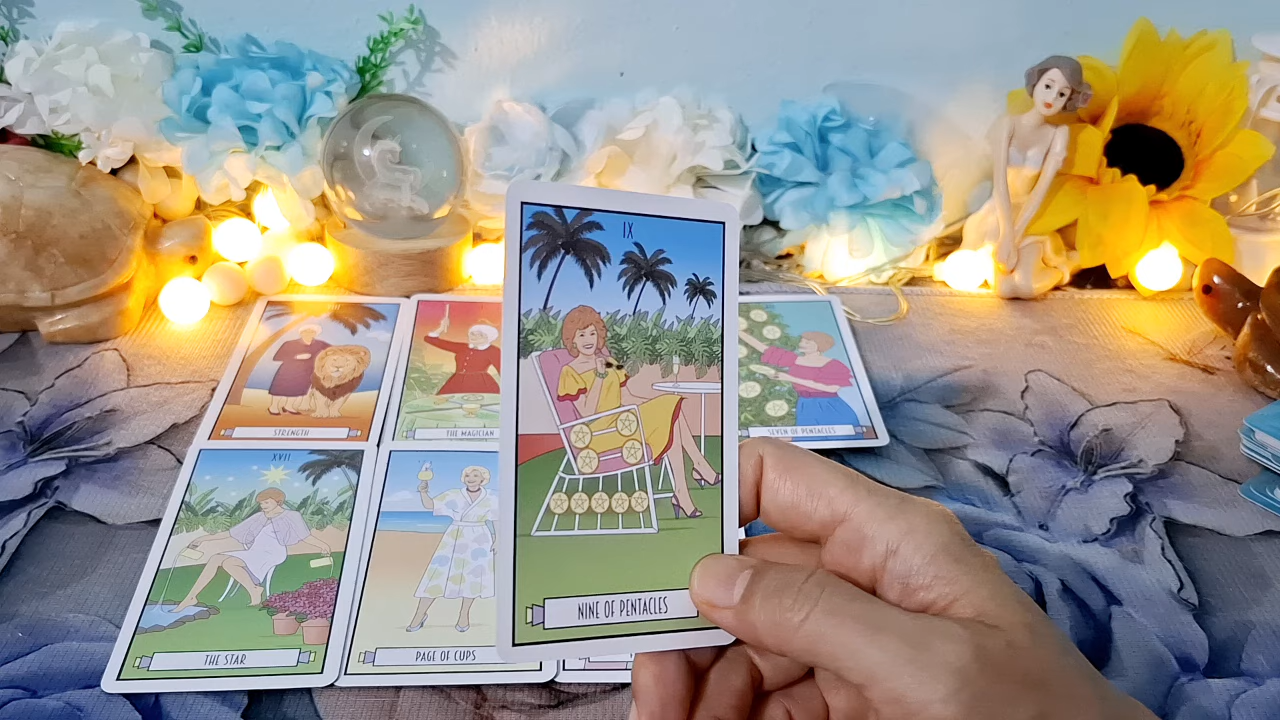 IX
NINE OF PENTACLES
STRENGTH
THE MAGICIAN
SEVEN OF PENTACLES
XVII
THE STAR
PAGE OF CUPS